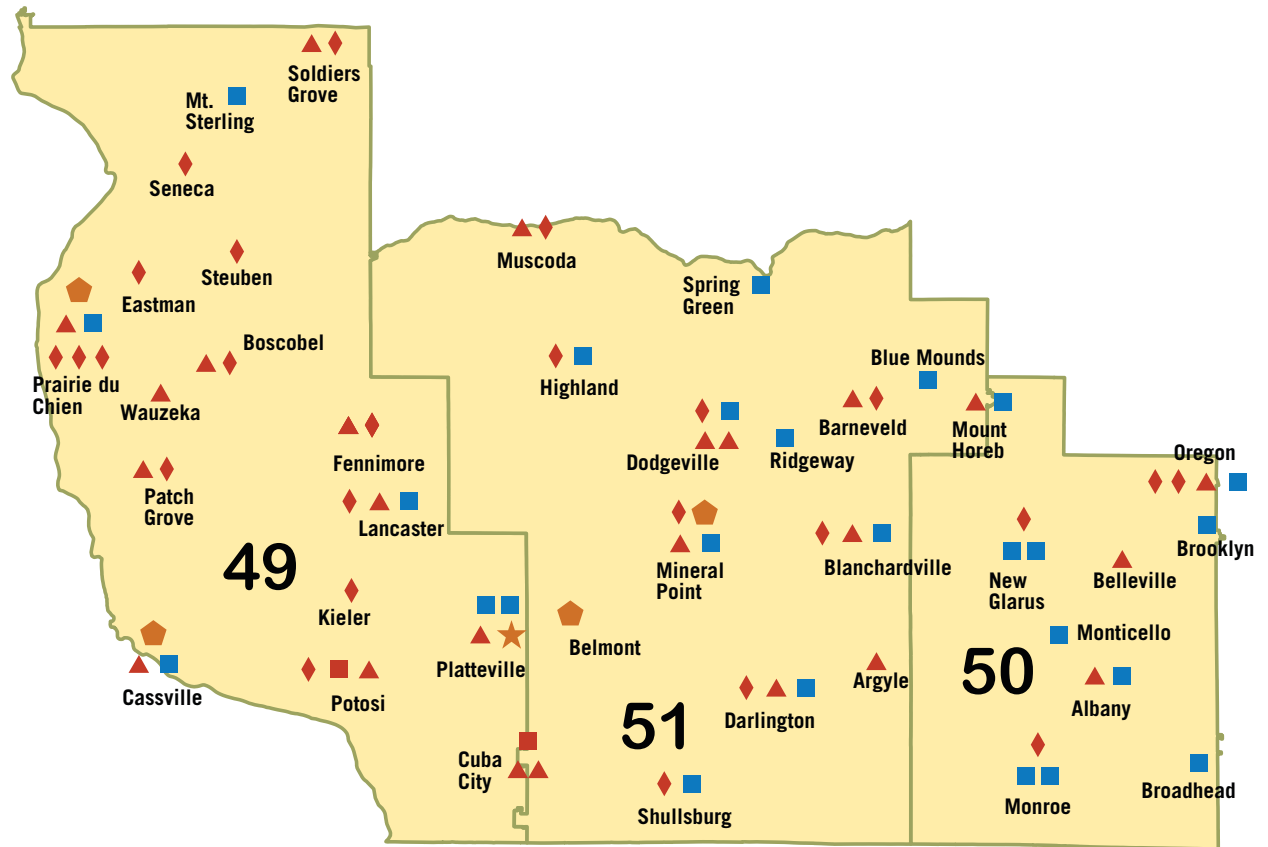 Soldiers
Grove
Mt.
Sterling
Seneca
Steuben
Eastman
Boscobel
Prairie du
Chien
Wauzeka
Fennimore
Patch
Grove
Lancaster
49
Kieler
Platteville
Cassville
Potosi
Cuba
City
Muscoda
Spring
Green
Highland
Blue Mounds
Barneveld
Mount
Horeb
Dodgeville
Ridgeway
Mineral
Point
Blanchardville
Belmont
Argyle
51
Darlington
Shullsburg
Oregon
Brooklyn
New
Glarus
Belleville
Monticello
50
Albany
Monroe
Broadhead